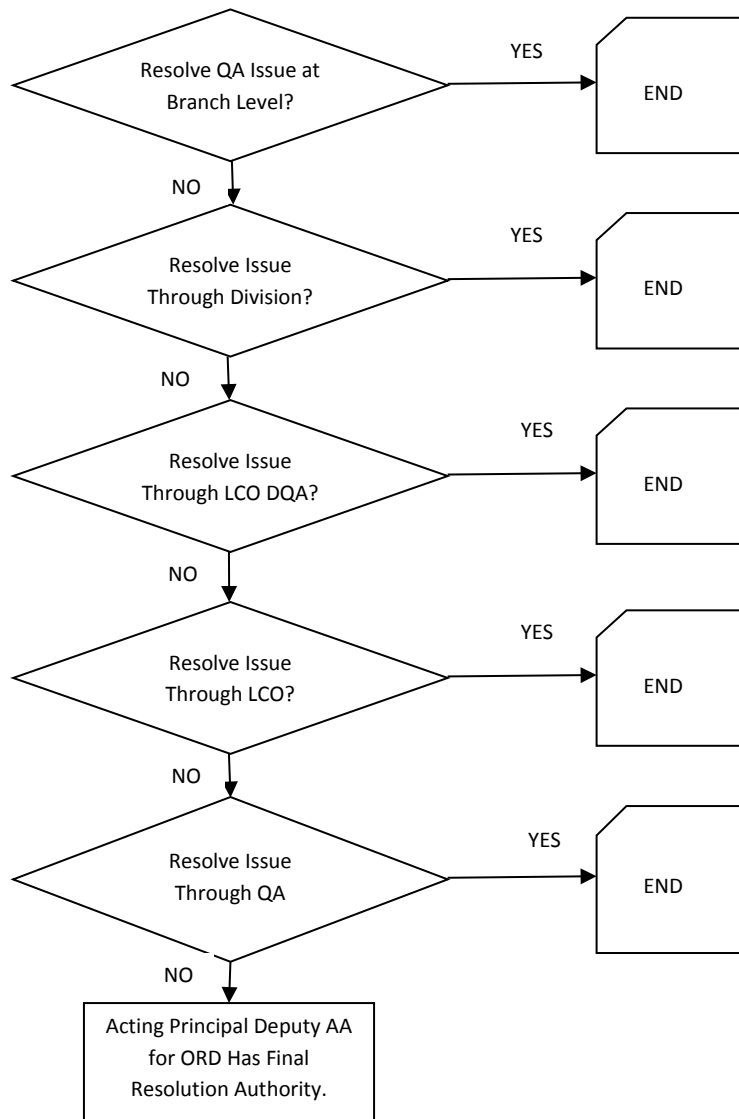 Resolve QA Issue at
Branch Level?
YES
END
NO
Resolve Issue
Through Division?
YES
END
NO
Resolve Issue
Through LCO DQA?
YES
END
NO
Resolve Issue
Through LCO?
YES
END
NO
Resolve Issue
Through QA
YES
END
NO
Acting Principal Deputy AA
for ORD Has Final
Resolution Authority.